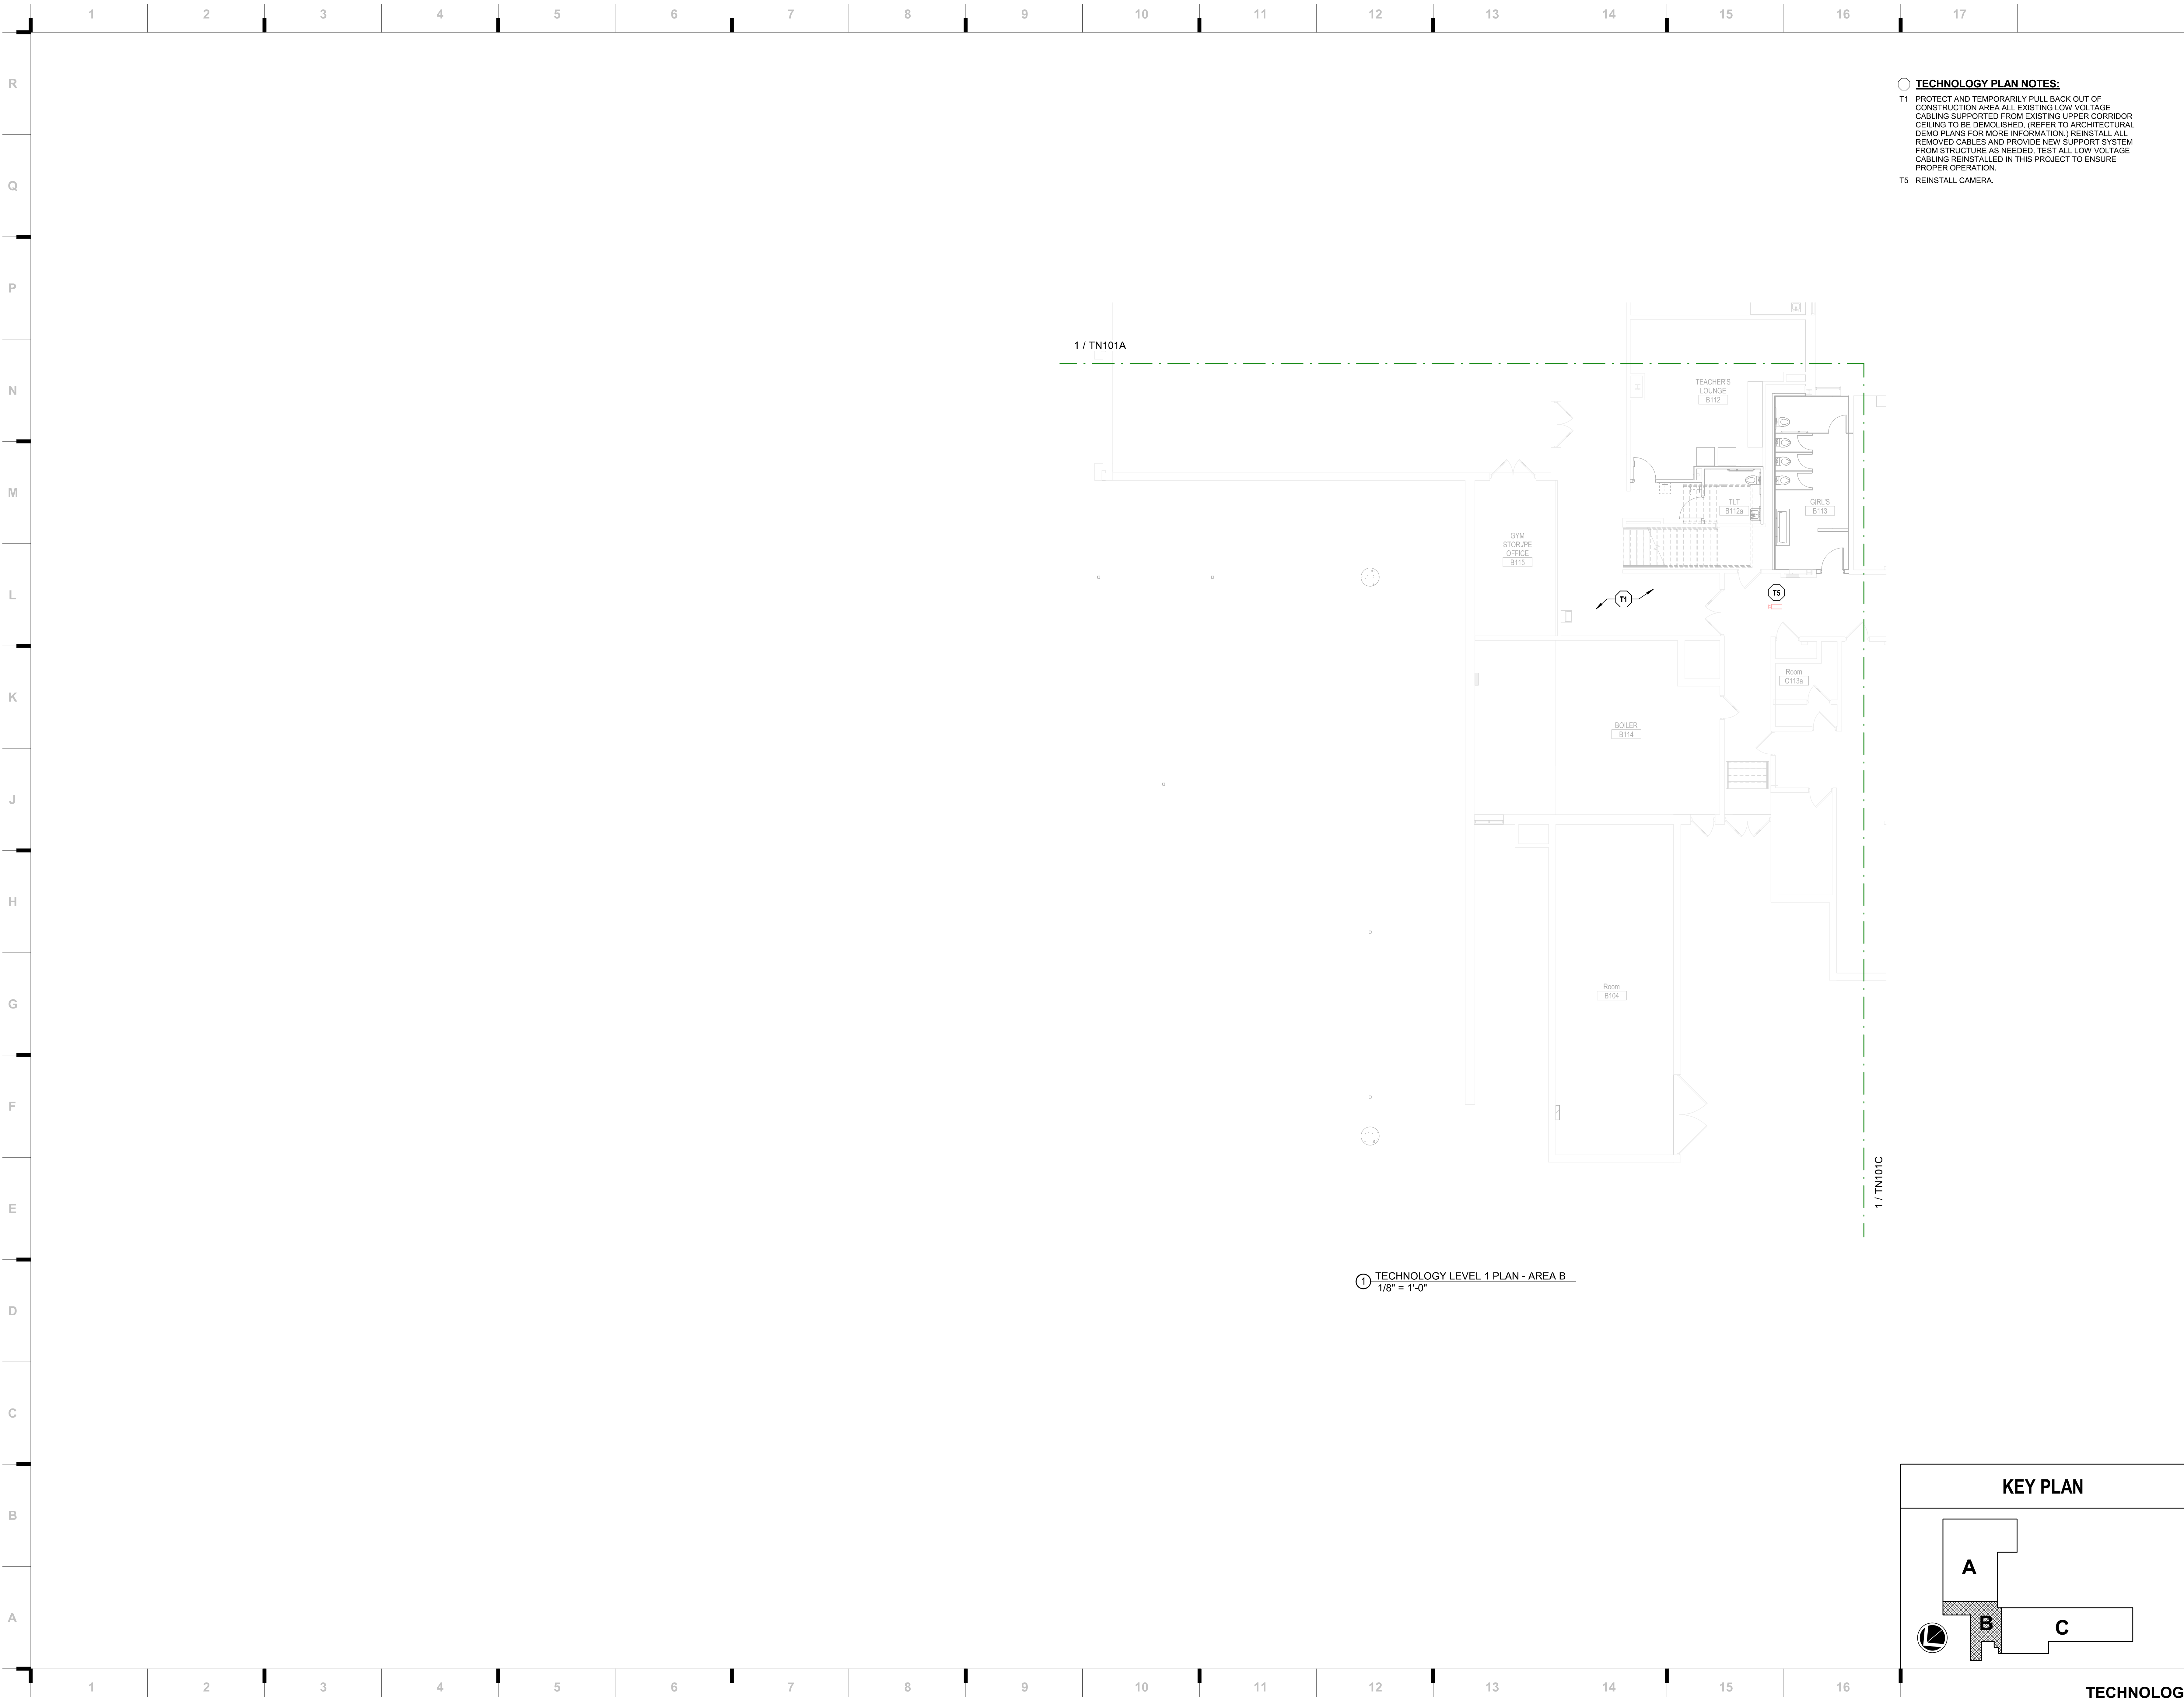 1 2 3 4 5 6 7 8 9 10 11 12 13 14 15 16 17
R
Q
P
N
M
L
K
J
H
G
F
E
D
C
B
A
TECHNOLOGY PLAN NOTES:
T1 PROTECT AND TEMPORARILY PULL BACK OUT OF
CONSTRUCTION AREA ALL EXISTING LOW VOLTAGE
CABLING SUPPORTED FROM EXISTING UPPER CORRIDOR
CEILING TO BE DEMOLISHED. (REFER TO ARCHITECTURAL
DEMO PLANS FOR MORE INFORMATION.) REINSTALL ALL
REMOVED CABLES AND PROVIDE NEW SUPPORT SYSTEM
FROM STRUCTURE AS NEEDED, TEST ALL LOW VOLTAGE
CABLING REINSTALLED IN THIS PROJECT TO ENSURE
PROPER OPERATION.
T5 REINSTALL CAMERA.
1 / TN101A
TEACHER'S
LOUNGE
B112
TLT
B112a
GIRL'S
B113
GYM
STOR./PE
OFFICE
B115
T1
T5
Room
C113a
BOILER
B114
Room
B104
1 / TN101C
1 TECHNOLOGY LEVEL 1 PLAN - AREA B
1/8" = 1'-0"
KEY PLAN
A
B
C
1 2 3 4 5 6 7 8 9 10 11 12 13 14 15 16
TECHNOLOG